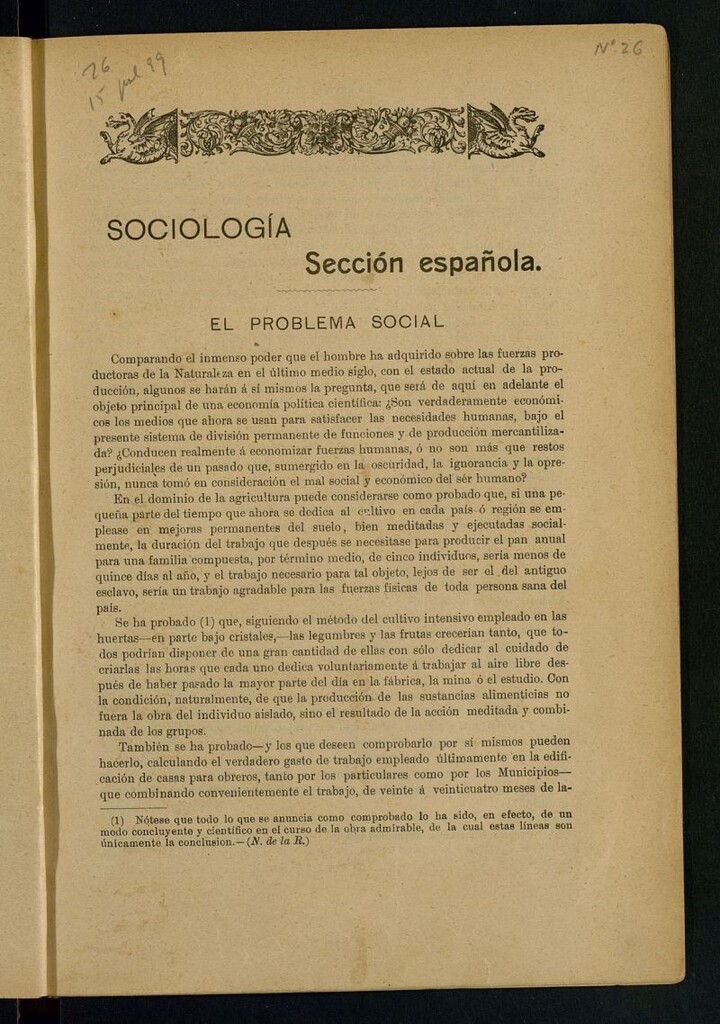 Nº. 26
26
15 jul 99
SOCIOLOGÍA
Sección española.
EL PROBLEMA SOCIAL
Comparando el inmenso poder que el hombre ha adquirido sobre las fuerzas pro-
ductoras de la Naturaleza en el último medio siglo, con el estado actual de la pro-
ducción, algunos se harán á sí mismos la pregunta, que será de aquí en adelante el
objeto principal de una economía política científica: ¿Son verdaderamente económi-
cos los medios que ahora se usan para satisfacer las necesidades humanas, bajo el
presente sistema de división permanente de funciones y de producción mercantiliza-
da? ¿Conducen realmente á economizar fuerzas humanas, ó no son más que restos
perjudiciales de un pasado que, sumergido en la oscuridad, la ignorancia y la opre-
sión, nunca tomó en consideración el mal social y económico del sér humano?
En el dominio de la agricultura puede considerarse como probado que, si una pe-
queña parte del tiempo que ahora se dedica al cultivo en cada país ó región se em-
please en mejoras permanentes del suelo, bien meditadas y ejecutadas social-
mente, la duración del trabajo que después se necesitase para producir el pan anual
para una familia compuesta, por término medio, de cinco individuos, sería menos de
quince días al año, y el trabajo necesario para tal objeto, lejos de ser el del antiguo
esclavo, sería un trabajo agradable para las fuerzas físicas de toda persona sana del
país.
Se ha probado (1) que, siguiendo el método del cultivo intensivo empleado en las
huertas—en parte bajo cristales,—las legumbres y las frutas crecerían tanto, que to-
dos podrían disponer de una gran cantidad de ellas con sólo dedicar al cuidado de
criarlas las horas que cada uno dedica voluntariamente á trabajar al aire libre des-
pués de haber pasado la mayor parte del día en la fábrica, la mina ó el estudio. Con
la condición, naturalmente, de que la producción de las sustancias alimenticias no
fuera la obra del individuo aislado, sino el resultado de la acción meditada y combi-
nada de los grupos.
También se ha probado—y los que deseen comprobarlo por sí mismos pueden
hacerlo, calculando el verdadero gasto de trabajo empleado últimamente en la edifi-
cación de casas para obreros, tanto por los particulares como por los Municipios—
que combinando convenientemente el trabajo, de veinte á veinticuatro meses de la-
(1) Nótese que todo lo que se anuncia como comprobado lo ha sido, en efecto, de un
modo concluyente y científico en el curso de la obra admirable, de la cual estas líneas son
únicamente la conclusion.—(N. de la R.)